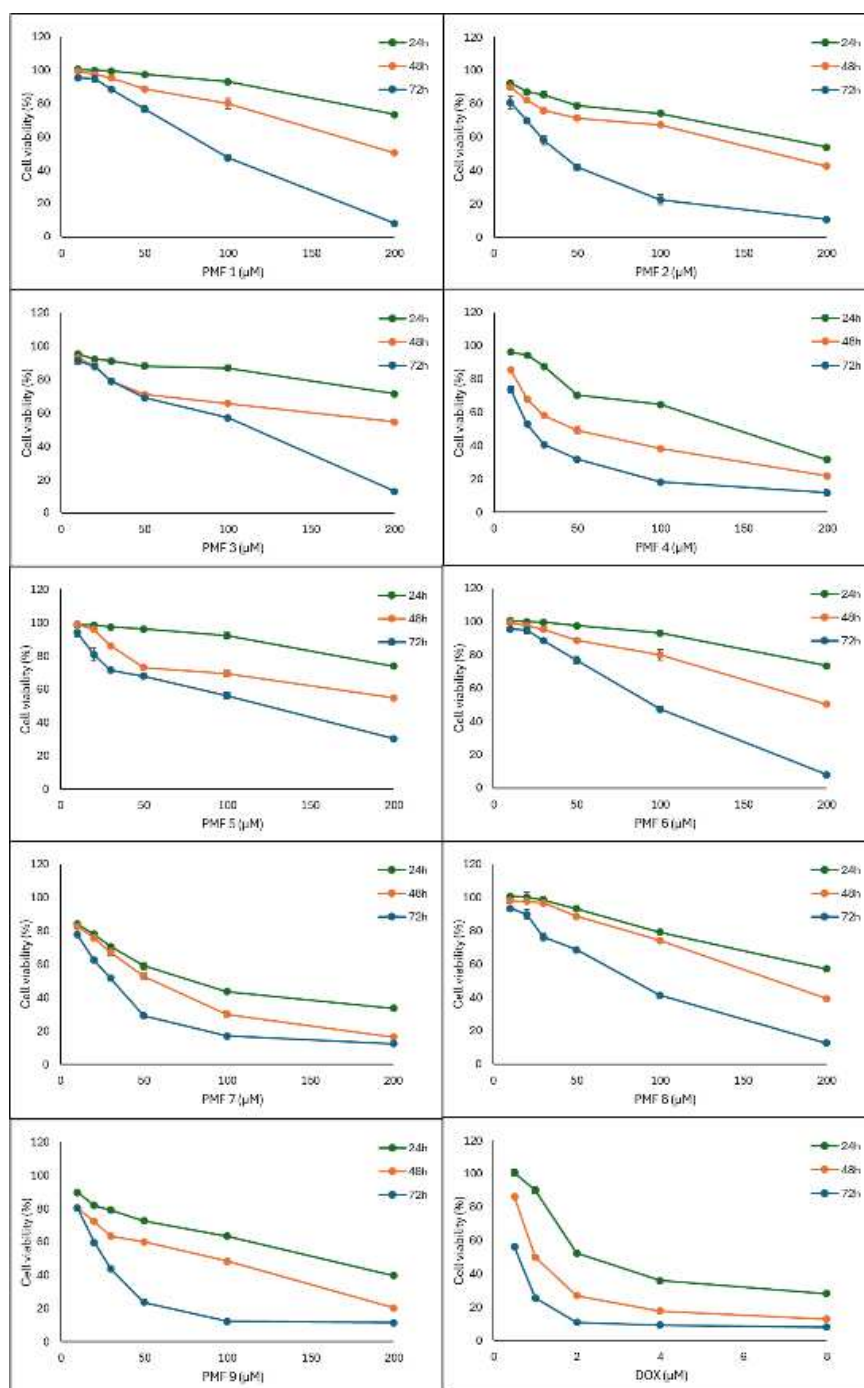 120
100
80
60
40
20
0
Cell viability (%)
24h
48h
72h
0 50 100 150 200
PMF 1 (µM)
120
100
80
60
40
20
0
Cell viability (%)
24h
48h
72h
0 50 100 150 200
PMF 2 (µM)
120
100
80
60
40
20
0
Cell viability (%)
24h
48h
72h
0 50 100 150 200
PMF 3 (µM)
120
100
80
60
40
20
0
Cell viability (%)
24h
48h
72h
0 50 100 150 200
PMF 4 (µM)
120
100
80
60
40
20
0
Cell viability (%)
24h
48h
72h
0 50 100 150 200
PMF 5 (µM)
120
100
80
60
40
20
0
Cell viability (%)
24h
48h
72h
0 50 100 150 200
PMF 6 (µM)
120
100
80
60
40
20
0
Cell viability (%)
24h
48h
72h
0 50 100 150 200
PMF 7 (µM)
120
100
80
60
40
20
0
Cell viability (%)
24h
48h
72h
0 50 100 150 200
PMF 8 (µM)
120
100
80
60
40
20
0
Cell viability (%)
24h
48h
72h
0 50 100 150 200
PMF 9 (µM)
120
100
80
60
40
20
0
Cell viability (%)
24h
48h
72h
0 2 4 6 8
DOX (µM)